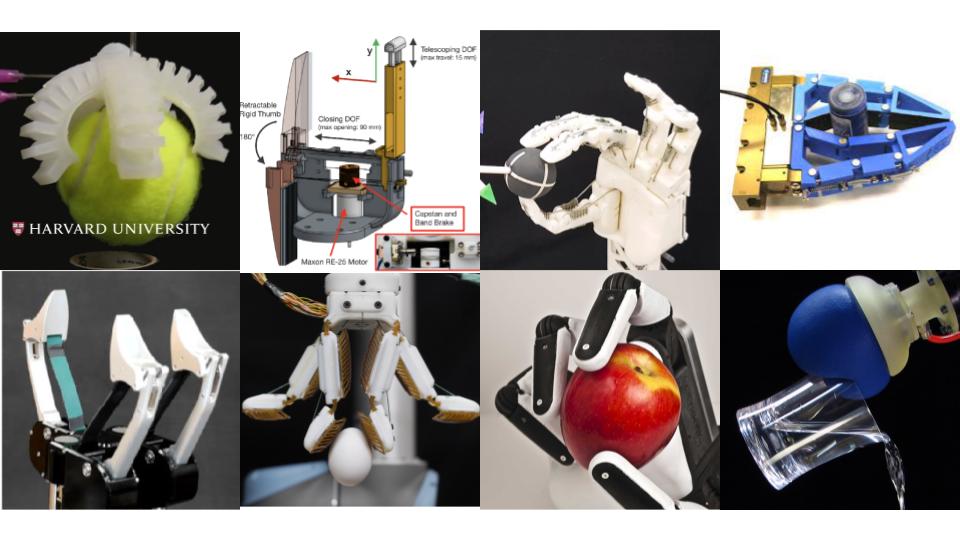 HARVARD UNIVERSITY
y
x
Telescoping DOF
(max travel: 15 mm)
Retractable
Rigid Thumb
180°
Closing DOF
(max opening: 90 mm)
Capstan and
Band Brake
Maxon RE-25 Motor